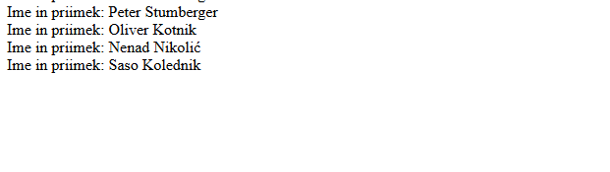 Ime in priimek: Peter Stumberger
Ime in priimek: Oliver Kotnik
Ime in priimek: Nenad Nikolić
Ime in priimek: Saso Kolednik